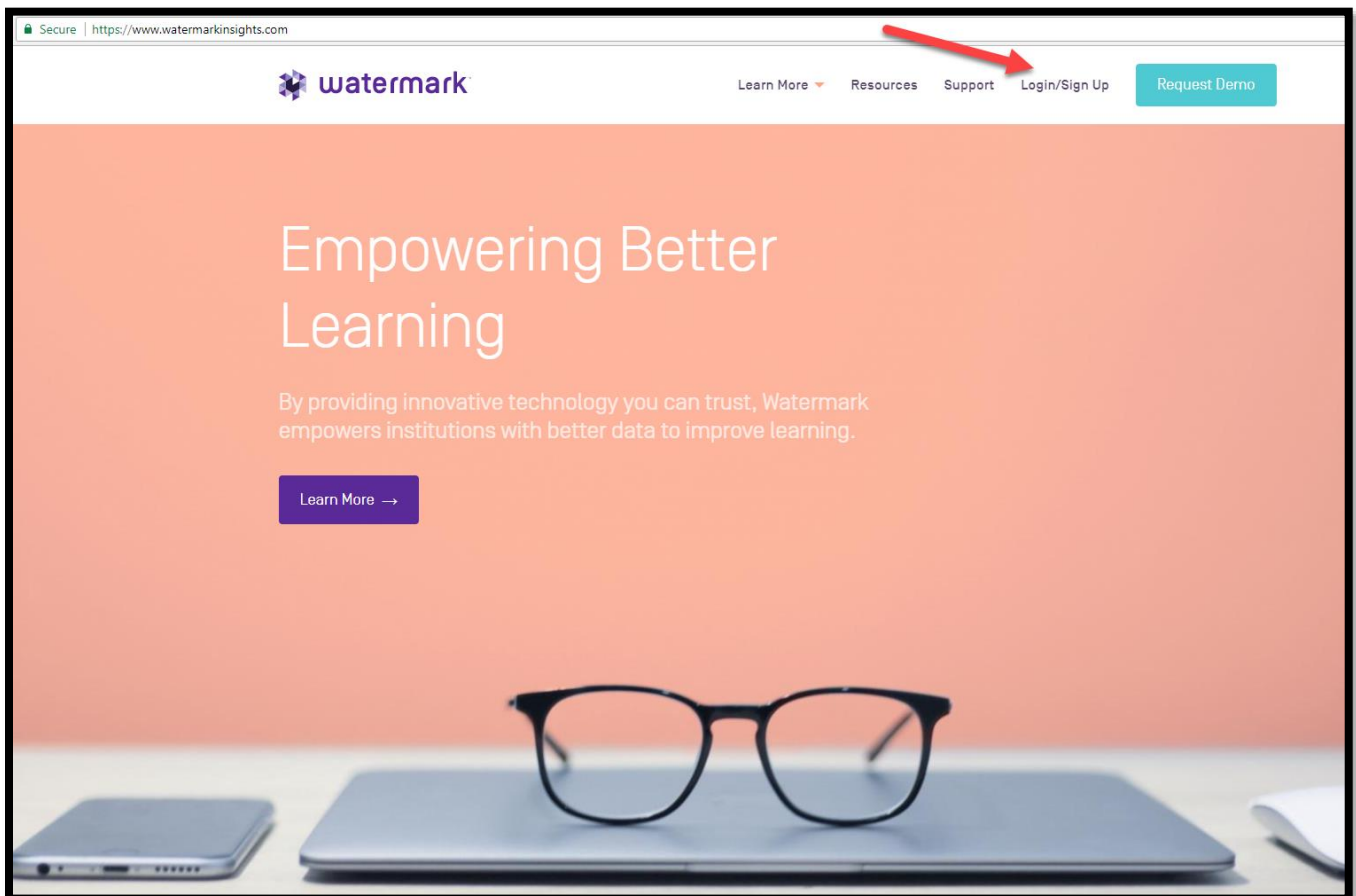 Secure | https://www.watermarkinsights.com
watermark
Learn More Resources Support Login/Sign Up Request Demo
Empowering Better
Learning
By providing innovative technology you can trust, Watermark
empowers institutions with better data to improve learning.
Learn More →